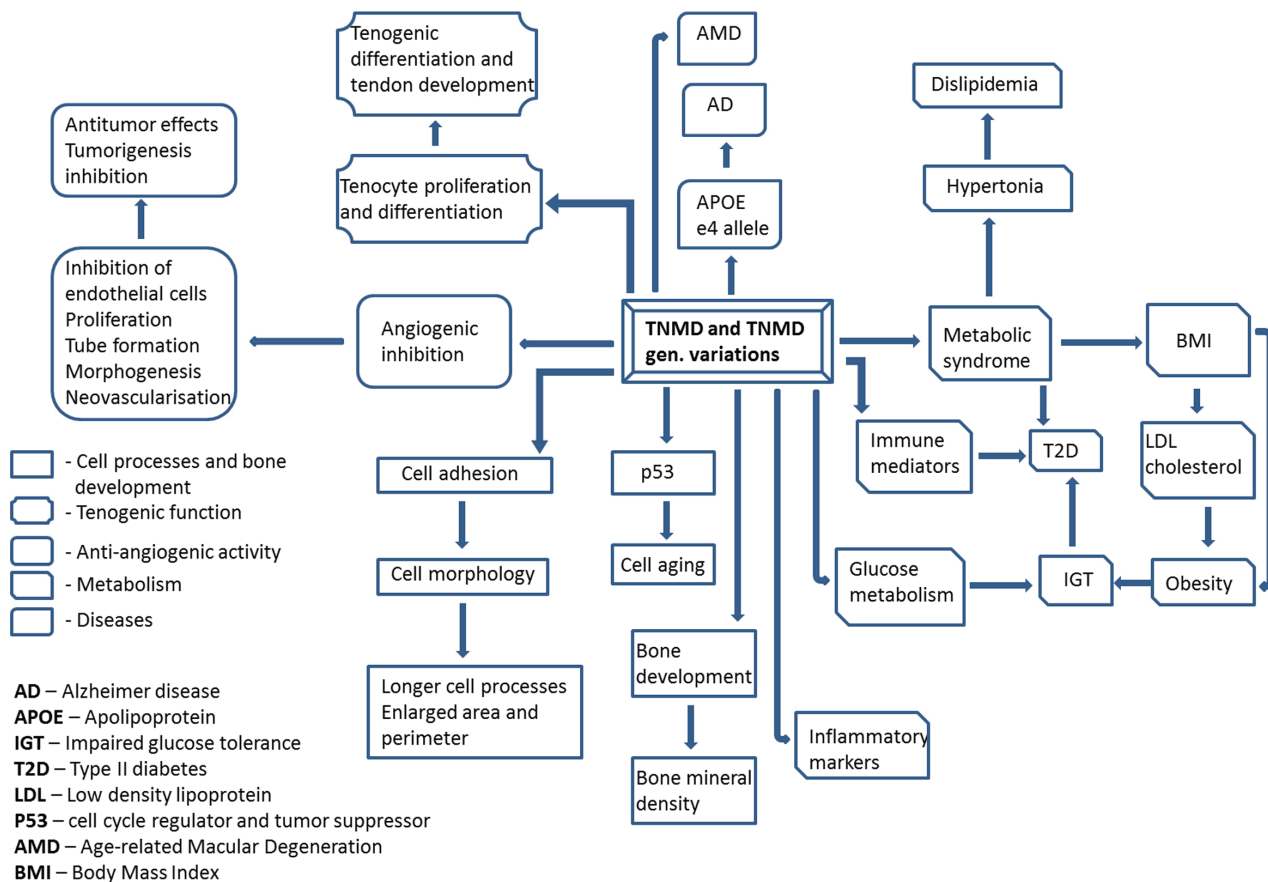 Tenogenic
differentiation and
tendon development
AMD
AD
Dislipidemia
Antitumor effects
Tumorigenesis
inhibition
Tenocyte proliferation
and differentiation
APOE
e4 allele
Hypertonia
Inhibition of
endothelial cells
Proliferation
Tube formation
Morphogenesis
Neovascularisation
Angiogenic
inhibition
TNMD and TNMD
gen. variations
Metabolic
syndrome
BMI
Immune
mediators
T2D
LDL
cholesterol
Cell adhesion
p53
Cell morphology
Cell aging
Glucose
metabolism
IGT
Obesity
Longer cell processes
Enlarged area and
perimeter
Bone
development
Bone mineral
density
Inflammatory
markers
- Cell processes and bone
development
- Tenogenic function
- Anti-angiogenic activity
- Metabolism
- Diseases
AD – Alzheimer disease
APOE – Apolipoprotein
IGT – Impaired glucose tolerance
T2D – Type II diabetes
LDL – Low density lipoprotein
P53 – cell cycle regulator and tumor suppressor
AMD – Age-related Macular Degeneration
BMI – Body Mass Index